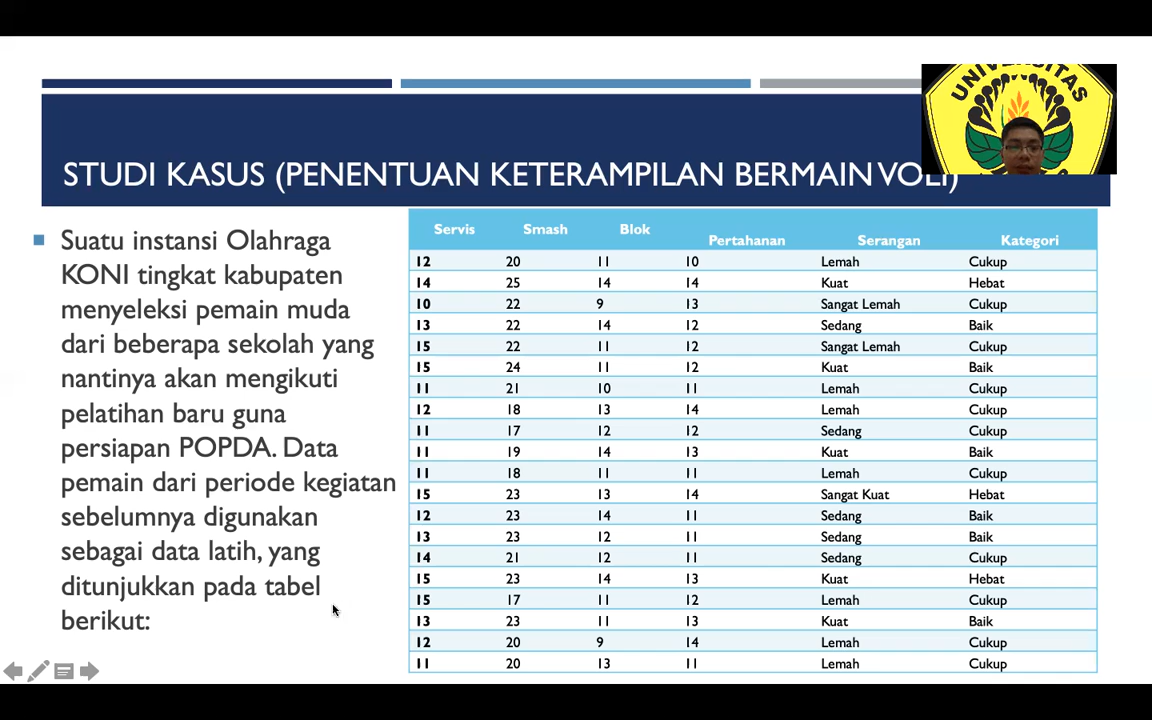 UNIVERSITAS
STUDI KASUS (PENENTUAN KETERAMPILAN BERMAIN VOLI)
Suatu instansi Olahraga
KONI tingkat kabupaten
menyeleksi pemain muda
dari beberapa sekolah yang
nantinya akan mengikuti
pelatihan baru guna
persiapan POPDA. Data
pemain dari periode kegiatan
sebelumnya digunakan
sebagai data latih, yang
ditunjukkan pada tabel
berikut:
Servis Smash Blok Pertahanan Serangan Kategori
12 20 11 10 Lemah Cukup
14 25 14 14 Kuat Hebat
10 22 9 13 Sangat Lemah Cukup
13 22 14 12 Sedang Baik
15 22 11 12 Sangat Lemah Cukup
15 24 11 12 Kuat Baik
11 21 10 11 Lemah Cukup
12 18 13 14 Lemah Cukup
11 17 12 12 Sedang Cukup
11 19 14 13 Kuat Baik
11 18 11 11 Lemah Cukup
15 23 13 14 Sangat Kuat Hebat
12 23 14 11 Sedang Baik
13 23 12 11 Sedang Baik
14 21 12 11 Sedang Cukup
15 23 14 13 Kuat Hebat
15 17 11 12 Lemah Cukup
13 23 11 13 Kuat Baik
12 20 9 14 Lemah Cukup
11 20 13 11 Lemah Cukup